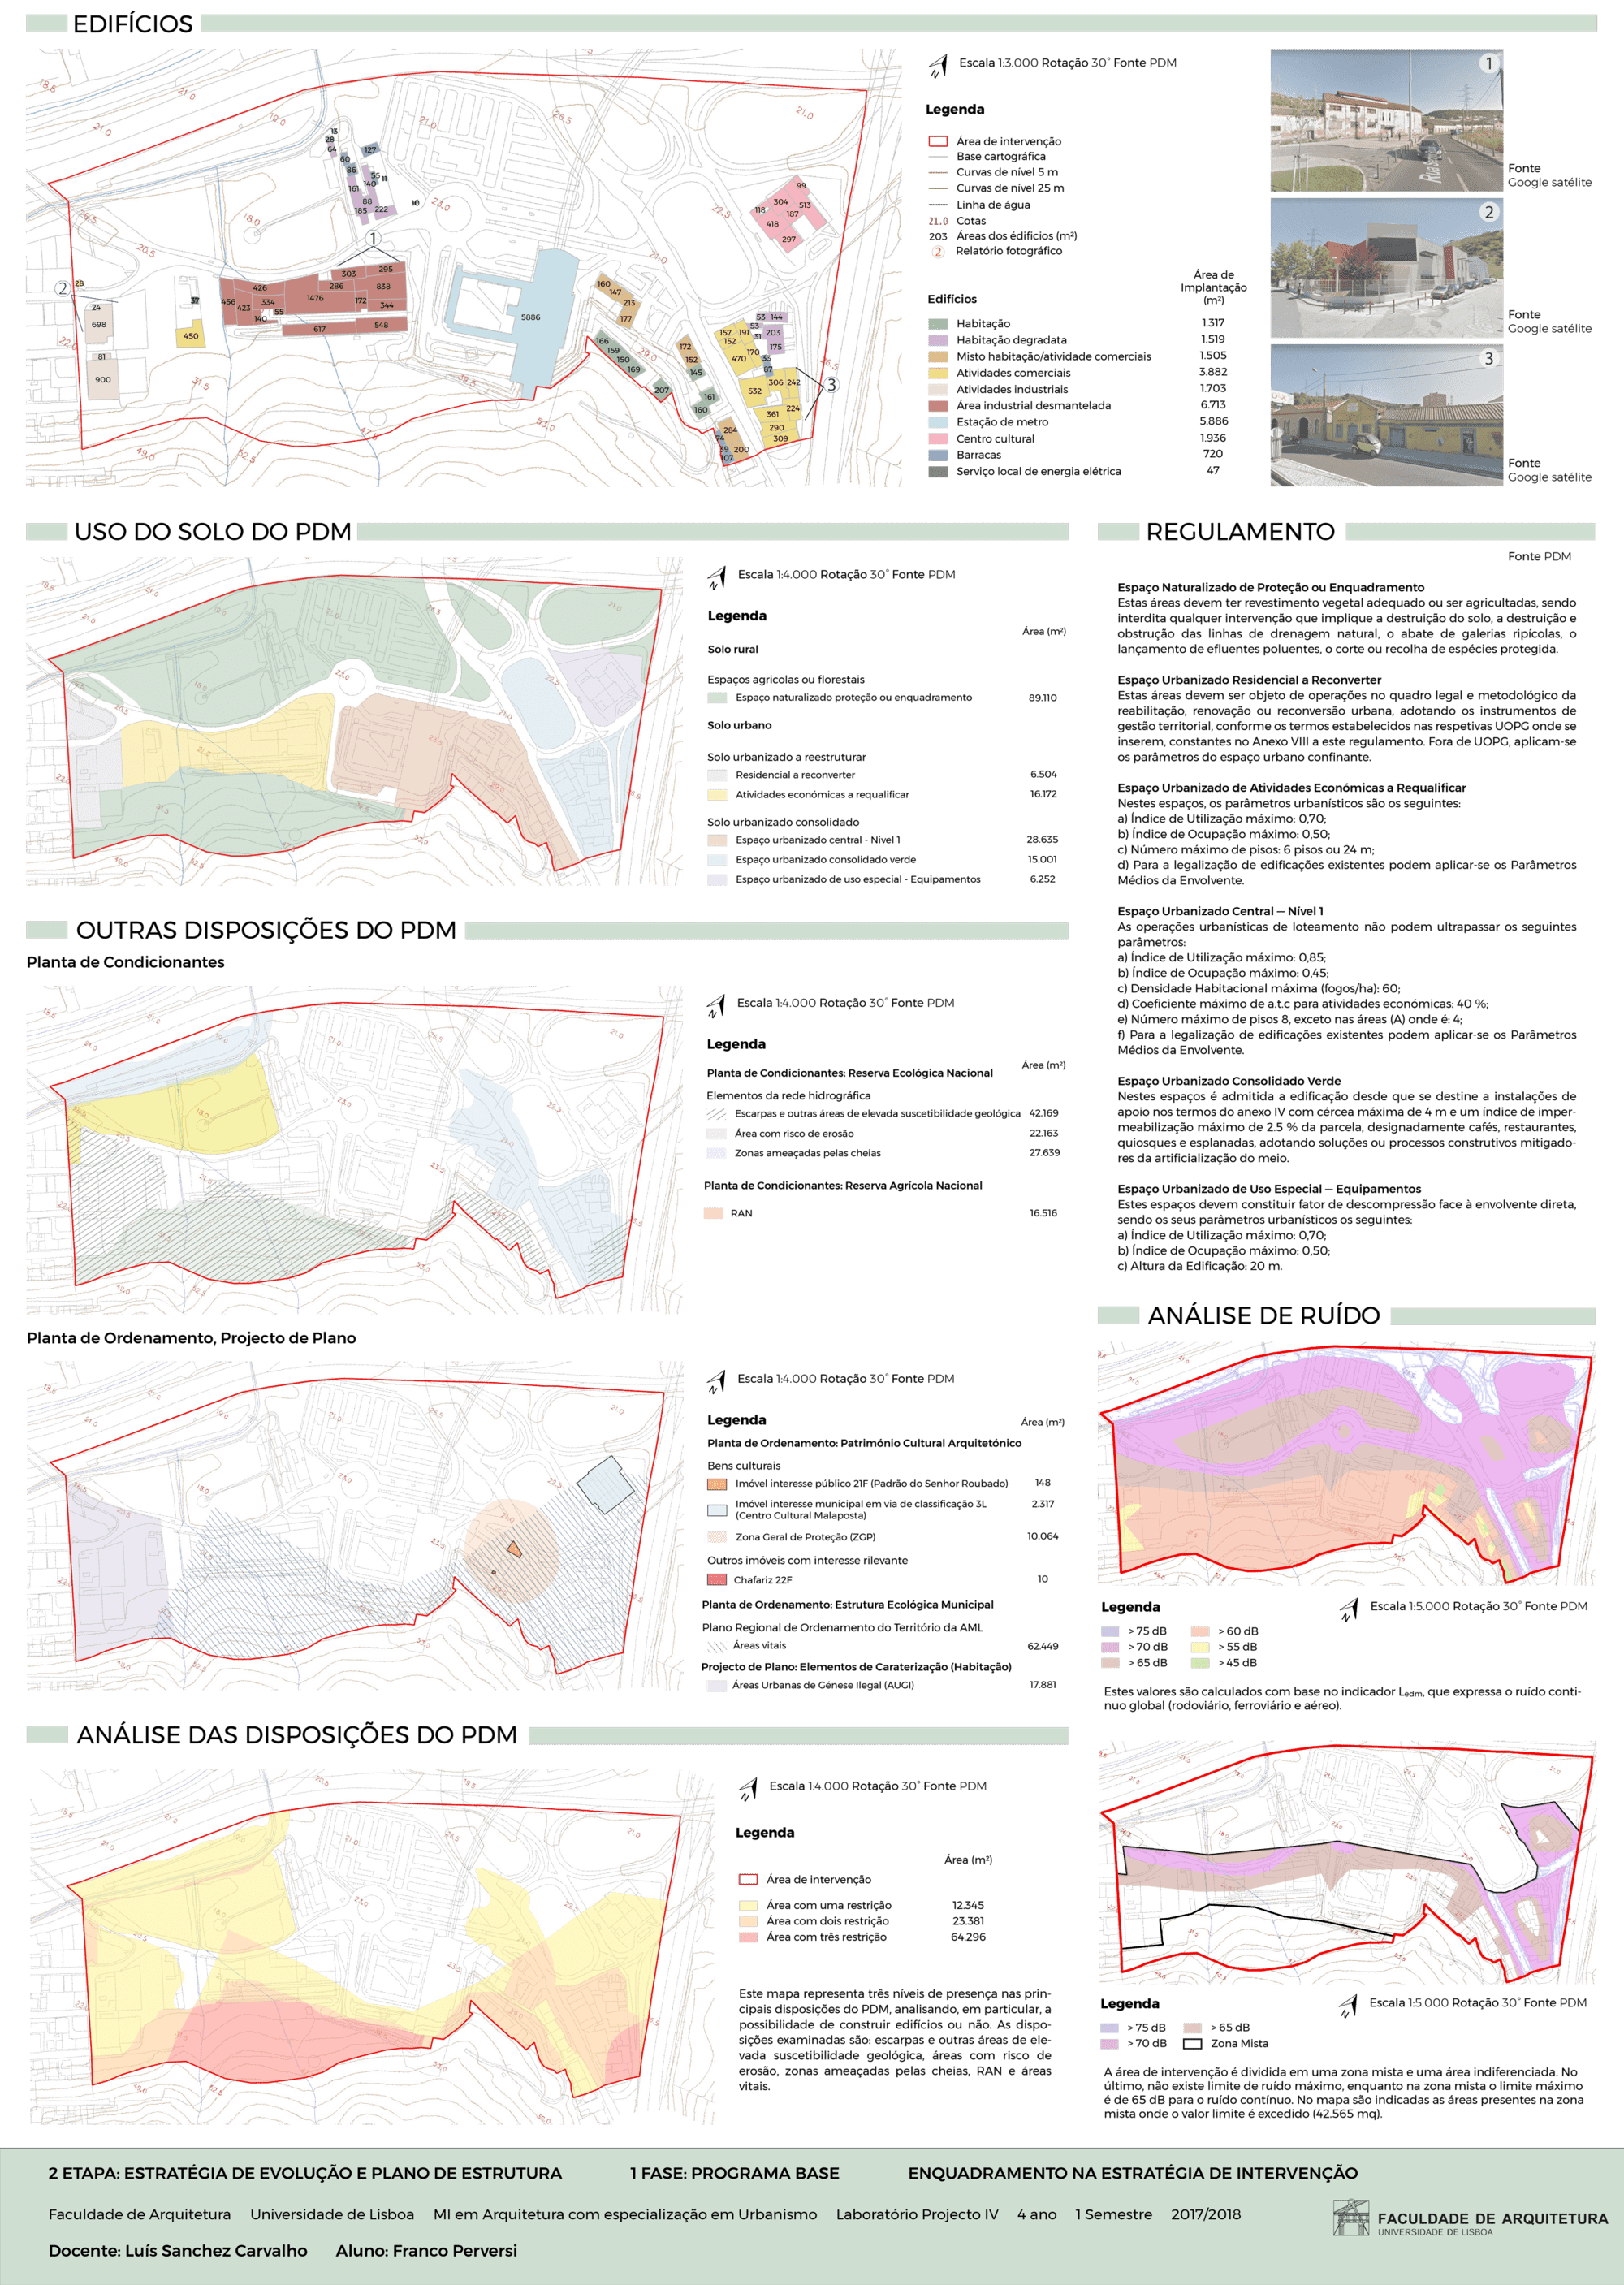 EDIFÍCIOS
Escala 1:3.000 Rotação 30° Fonte PDM
N
Legenda
Área de intervenção
Base cartográfica
Curvas de nível 5 m
Curvas de nível 25 m
Linha de água
21.0 Cotas
203 Áreas dos édificios (m²)
2 Relatório fotográfico
Área de
Implantação
(m²)
Edifícios
Habitação 1.317
Habitação degradata 1.519
Misto habitação/atividade comerciais 1.505
Atividades comerciais 3.882
Atividades industriais 1.703
Área industrial desmantelada 6.713
Estação de metro 5.886
Centro cultural 1.936
Barracas 720
Serviço local de energia elétrica 47
1
Fonte
Google satélite
2
Fonte
Google satélite
3
Fonte
Google satélite
USO DO SOLO DO PDM
Escala 1:4.000 Rotação 30° Fonte PDM
N
Legenda
Área (m²)
Solo rural
Espaços agricolas ou florestais
Espaço naturalizado proteção ou enquadramento 89.110
Solo urbano
Solo urbanizado a reestruturar
Residencial a reconverter 6.504
Atividades económicas a requalificar 16.172
Solo urbanizado consolidado
Espaço urbanizado central - Nivel 1 28.635
Espaço urbanizado consolidado verde 15.001
Espaço urbanizado de uso especial - Equipamentos 6.252
REGULAMENTO
Fonte PDM
Espaço Naturalizado de Proteção ou Enquadramento
Estas áreas devem ter revestimento vegetal adequado ou ser agricultadas, sendo
interdita qualquer intervenção que implique a destruição do solo, a destruição e
obstrução das linhas de drenagem natural, o abate de galerias ripícolas, o
lançamento de efluentes poluentes, o corte ou recolha de espécies protegida.
Espaço Urbanizado Residencial a Reconverter
Estas áreas devem ser objeto de operações no quadro legal e metodológico da
reabilitação, renovação ou reconversão urbana, adotando os instrumentos de
gestão territorial, conforme os termos estabelecidos nas respetivas UOPG onde se
inserem, constantes no Anexo VIII a este regulamento. Fora de UOPG, aplicam-se
os parâmetros do espaço urbano confinante.
Espaço Urbanizado de Atividades Económicas a Requalificar
Nestes espaços, os parâmetros urbanísticos são os seguintes:
a) Índice de Utilização máximo: 0,70;
b) Índice de Ocupação máximo: 0,50;
c) Número máximo de pisos: 6 pisos ou 24 m;
d) Para a legalização de edificações existentes podem aplicar-se os Parâmetros
Médios da Envolvente.
Espaço Urbanizado Central — Nível 1
As operações urbanísticas de loteamento não podem ultrapassar os seguintes
parâmetros:
a) Índice de Utilização máximo: 0,85;
b) Índice de Ocupação máximo: 0,45;
c) Densidade Habitacional máxima (fogos/ha): 60;
d) Coeficiente máximo de a.t.c para atividades económicas: 40 %;
e) Número máximo de pisos 8, exceto nas áreas (A) onde é: 4;
f) Para a legalização de edificações existentes podem aplicar-se os Parâmetros
Médios da Envolvente.
Espaço Urbanizado Consolidado Verde
Nestes espaços é admitida a edificação desde que se destine a instalações de
apoio nos termos do anexo IV com cércea máxima de 4 m e um índice de imper-
meabilização máximo de 2.5 % da parcela, designadamente cafés, restaurantes,
quiosques e esplanadas, adotando soluções ou processos construtivos mitigado-
res da artificialização do meio.
Espaço Urbanizado de Uso Especial — Equipamentos
Estes espaços devem constituir fator de descompressão face à envolvente direta,
sendo os seus parâmetros urbanísticos os seguintes:
a) Índice de Utilização máximo: 0,70;
b) Índice de Ocupação máximo: 0,50;
c) Altura da Edificação: 20 m.
OUTRAS DISPOSIÇÕES DO PDM
Planta de Condicionantes
Escala 1:4.000 Rotação 30° Fonte PDM
N
Legenda
Área (m²)
Planta de Condicionantes: Reserva Ecológica Nacional
Elementos da rede hidrográfica
Escarpas e outras áreas de elevada suscetibilidade geológica 42.169
Área com risco de erosão 22.163
Zonas ameaçadas pelas cheias 27.639
Planta de Condicionantes: Reserva Agrícola Nacional
RAN 16.516
Planta de Ordenamento, Projecto de Plano
Escala 1:4.000 Rotação 30° Fonte PDM
N
Legenda
Área (m²)
Planta de Ordenamento: Património Cultural Arquitetónico
Bens culturais
Imóvel interesse público 21F (Padrão do Senhor Roubado) 148
Imóvel interesse municipal em via de classificação 3L 2.317
(Centro Cultural Malaposta)
Zona Geral de Proteção (ZGP) 10.064
Outros imóveis com interesse rilevante
Chafariz 22F 10
Planta de Ordenamento: Estrutura Ecológica Municipal
Plano Regional de Ordenamento do Território da AML
Áreas vitais 62.449
Projecto de Plano: Elementos de Caraterização (Habitação)
Áreas Urbanas de Génese Ilegal (AUGI) 17.881
ANÁLISE DE RUÍDO
Legenda
N
Escala 1:5.000 Rotação 30° Fonte PDM
> 75 dB > 60 dB
> 70 dB > 55 dB
> 65 dB > 45 dB
Estes valores são calculados com base no indicador Ledm, que expressa o ruído conti-
nuo global (rodoviário, ferroviário e aéreo).
Legenda
N
Escala 1:5.000 Rotação 30° Fonte PDM
> 75 dB > 65 dB
> 70 dB Zona Mista
A área de intervenção é dividida em uma zona mista e uma área indiferenciada. No
último, não existe limite de ruído máximo, enquanto na zona mista o limite máximo
é de 65 dB para o ruído contínuo. No mapa são indicadas as áreas presentes na zona
mista onde o valor limite é excedido (42.565 mq).
ANÁLISE DAS DISPOSIÇÕES DO PDM
Escala 1:4.000 Rotação 30° Fonte PDM
N
Legenda
Área (m²)
Área de intervenção
Área com uma restrição 12.345
Área com dois restrição 23.381
Área com três restrição 64.296
Este mapa representa três níveis de presença nas prin-
cipais disposições do PDM, analisando, em particular, a
possibilidade de construir edifícios ou não. As dispo-
sições examinadas são: escarpas e outras áreas de ele-
vada suscetibilidade geológica, áreas com risco de
erosão, zonas ameaçadas pelas cheias, RAN e áreas
vitais.
2 ETAPA: ESTRATÉGIA DE EVOLUÇÃO E PLANO DE ESTRUTURA 1 FASE: PROGRAMA BASE ENQUADRAMENTO NA ESTRATÉGIA DE INTERVENÇÃO
Faculdade de Arquitetura Universidade de Lisboa MI em Arquitetura com especialização em Urbanismo Laboratório Projecto IV 4 ano 1 Semestre 2017/2018
Docente: Luís Sanchez Carvalho Aluno: Franco Perversi
FACULDADE DE ARQUITETURA
UNIVERSIDADE DE LISBOA